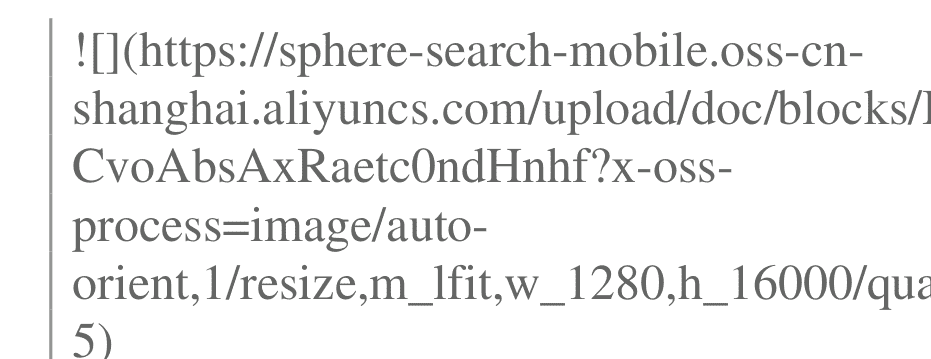 ![](https://sphere-search-mobile.oss-cn-
shanghai.aliyuncs.com/upload/doc/blocks/
CvoAbsAxRaetc0ndHnhf?x-oss-
process=image/auto-
orient,1/resize,m_lfit,w_1280,h_16000/qua
5)